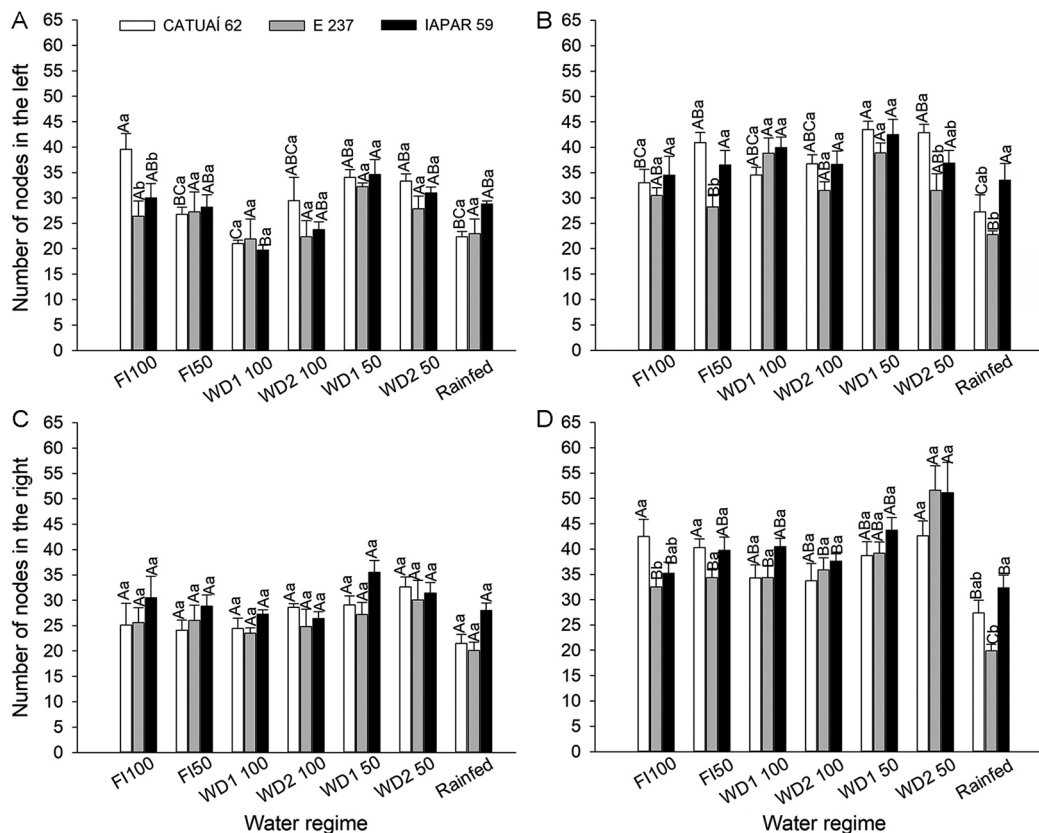 A
CATUAÍ 62 E 237 IAPAR 59
Number of nodes in the left
65
60
55
50
45
40
35
30
25
20
15
10
5
0
Aa Ab ABb
BCa Aa ABa
Ca Aa Ba
ABCa Aa ABa
ABa Aa Aa
ABa Aa ABa
BCa Aa ABa
FI100 FI50 WD1 100 WD2 100 WD1 50 WD2 50 Rainfed
B
65
60
55
50
45
40
35
30
25
20
15
10
5
0
BCa ABa Aa
ABa Bb Aa
ABCa Aa Aa
ABCa ABa Aa
Aa Aa Aa
ABa ABb Aab
Cab Bb Aa
FI100 FI50 WD1 100 WD2 100 WD1 50 WD2 50 Rainfed
C
Number of nodes in the right
65
60
55
50
45
40
35
30
25
20
15
10
5
0
Aa Aa Aa
Aa Aa Aa
Aa Aa Aa
Aa Aa Aa
Aa Aa Aa
Aa Aa Aa
Aa Aa Aa
FI100 FI50 WD1 100 WD2 100 WD1 50 WD2 50 Rainfed
Water regime
D
65
60
55
50
45
40
35
30
25
20
15
10
5
0
Aa Bb Bab
Aa Ba ABa
ABa Ba ABa
ABa ABa ABa
ABa ABa ABa
Aa Aa Aa
Bab Cb Ba
FI100 FI50 WD1 100 WD2 100 WD1 50 WD2 50 Rainfed
Water regime